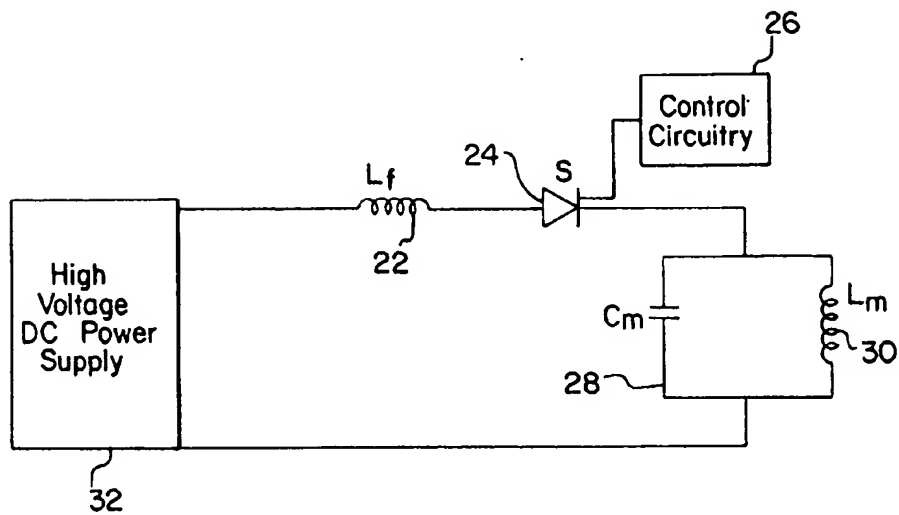 26
Control
Circuitry
24
S
Lf
22
High
Voltage
DC Power
Supply
Cm
Lm
30
28
32